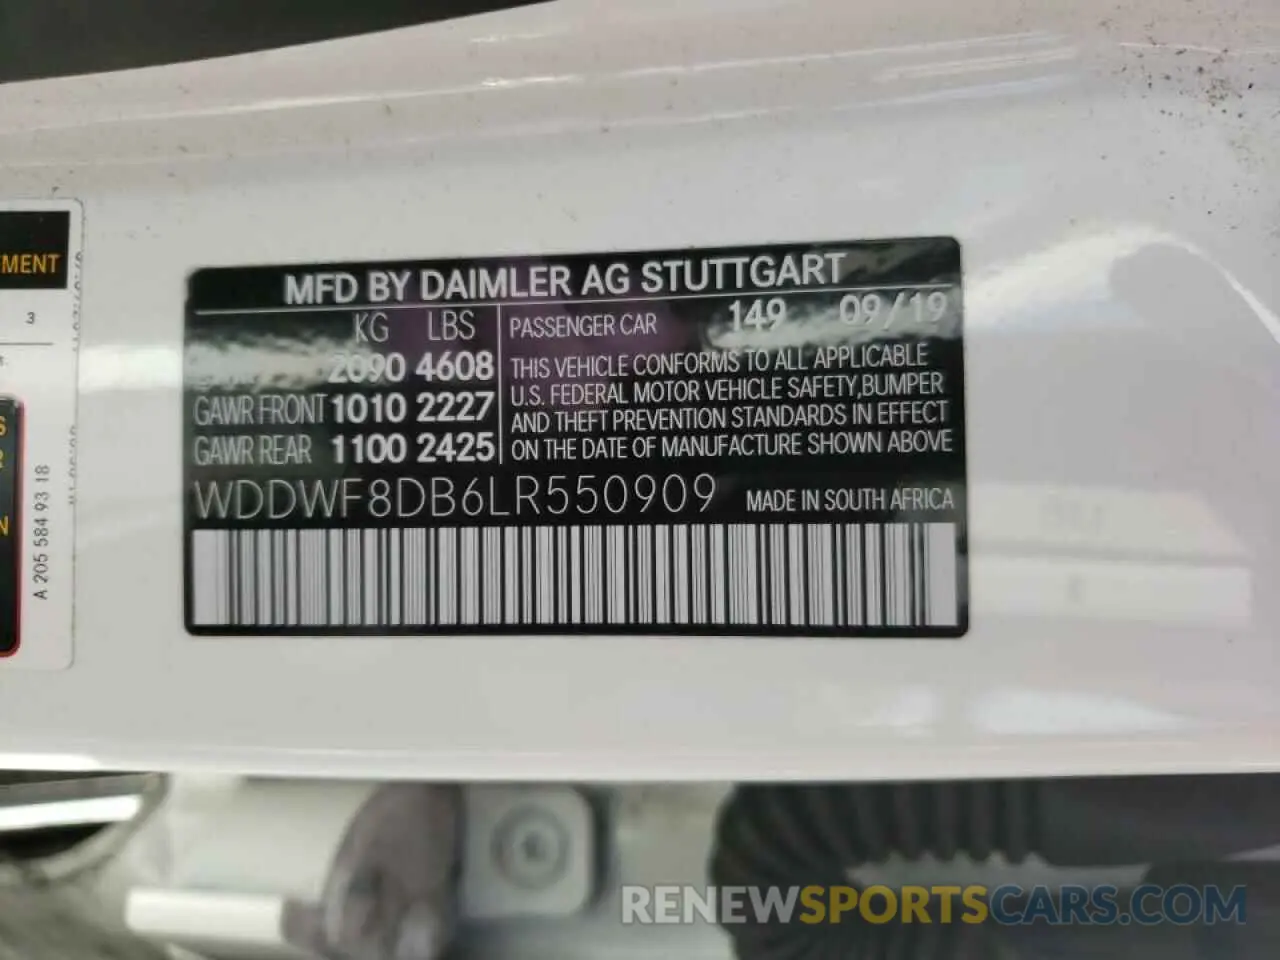 MFD BY DAIMLER AG STUTTGART
KG LBS
2090 4608
GAWR FRONT 1010 2227
GAWR REAR 1100 2425
PASSENGER CAR 149 09/19
THIS VEHICLE CONFORMS TO ALL APPLICABLE
U.S. FEDERAL MOTOR VEHICLE SAFETY,BUMPER
AND THEFT PREVENTION STANDARDS IN EFFECT
ON THE DATE OF MANUFACTURE SHOWN ABOVE
WDDWF8DB6LR550909 MADE IN SOUTH AFRICA
3
A 205 584 93 18
RENEWSPORTSCARS.COM